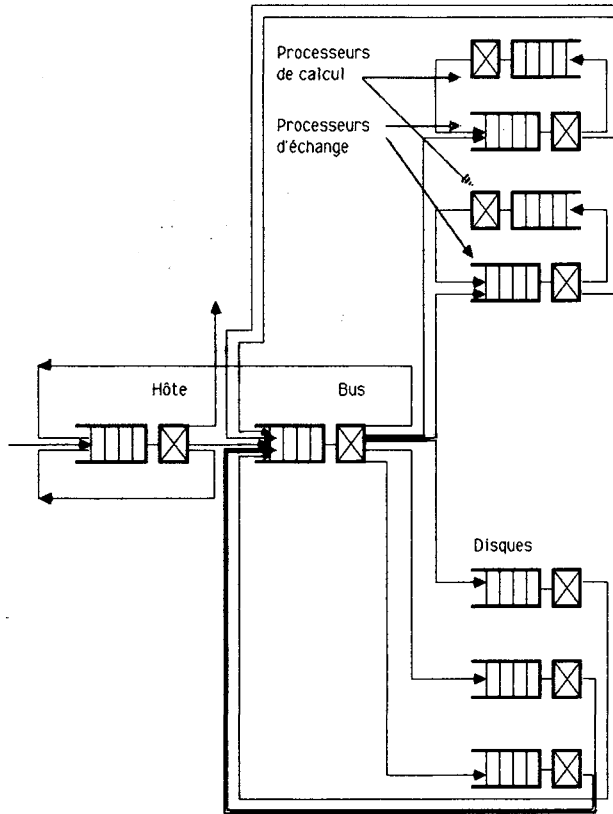 Processeurs
de calcul
Processeurs
d'échange
Hôte
Bus
Disques